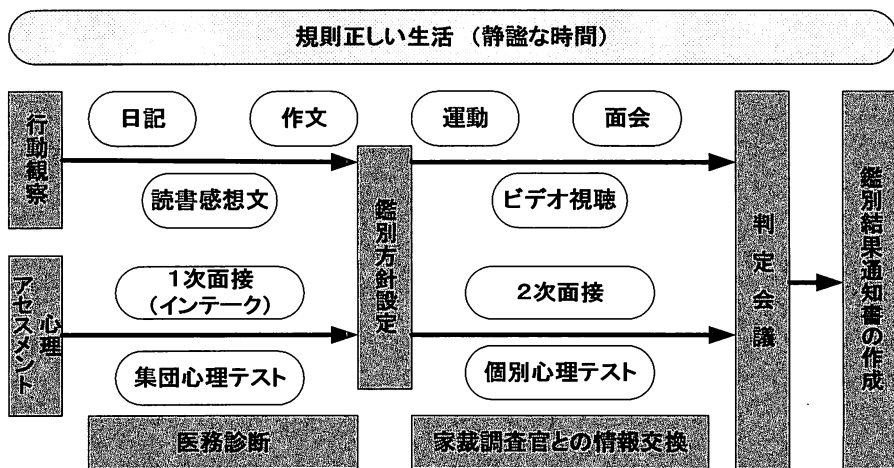 規則正しい生活 (静謐な時間)
行動観察
日記
作文
運動
面会
読書感想文
ビデオ視聴
鑑別方針設定
判定会議
鑑別結果通知書の作成
心理
アセスメント
1次面接
(インテーク)
2次面接
集団心理テスト
個別心理テスト
医務診断
家裁調査官との情報交換